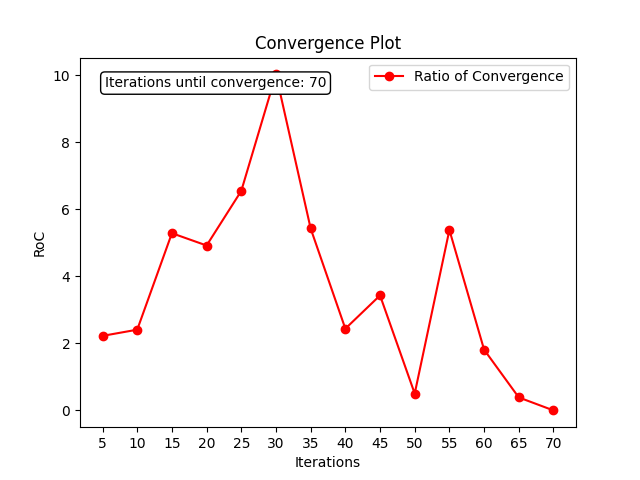 Convergence Plot
Iterations until convergence: 70
Ratio of Convergence
RoC
10
8
6
4
2
0
5 10 15 20 25 30 35 40 45 50 55 60 65 70
Iterations